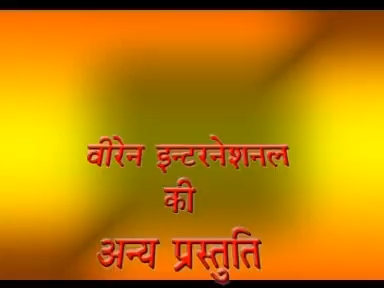 वीरेन इन्टरनेशनल
की
अन्य प्रस्तुति